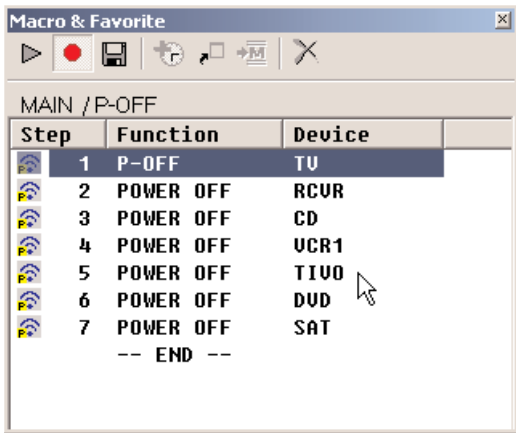 Macro & Favorite
M
MAIN / P-OFF
Step Function Device
P 1 P-OFF TV
P 2 POWER OFF RCVR
P 3 POWER OFF CD
P 4 POWER OFF VCR1
P 5 POWER OFF TIVO
P 6 POWER OFF DVD
P 7 POWER OFF SAT
-- END --